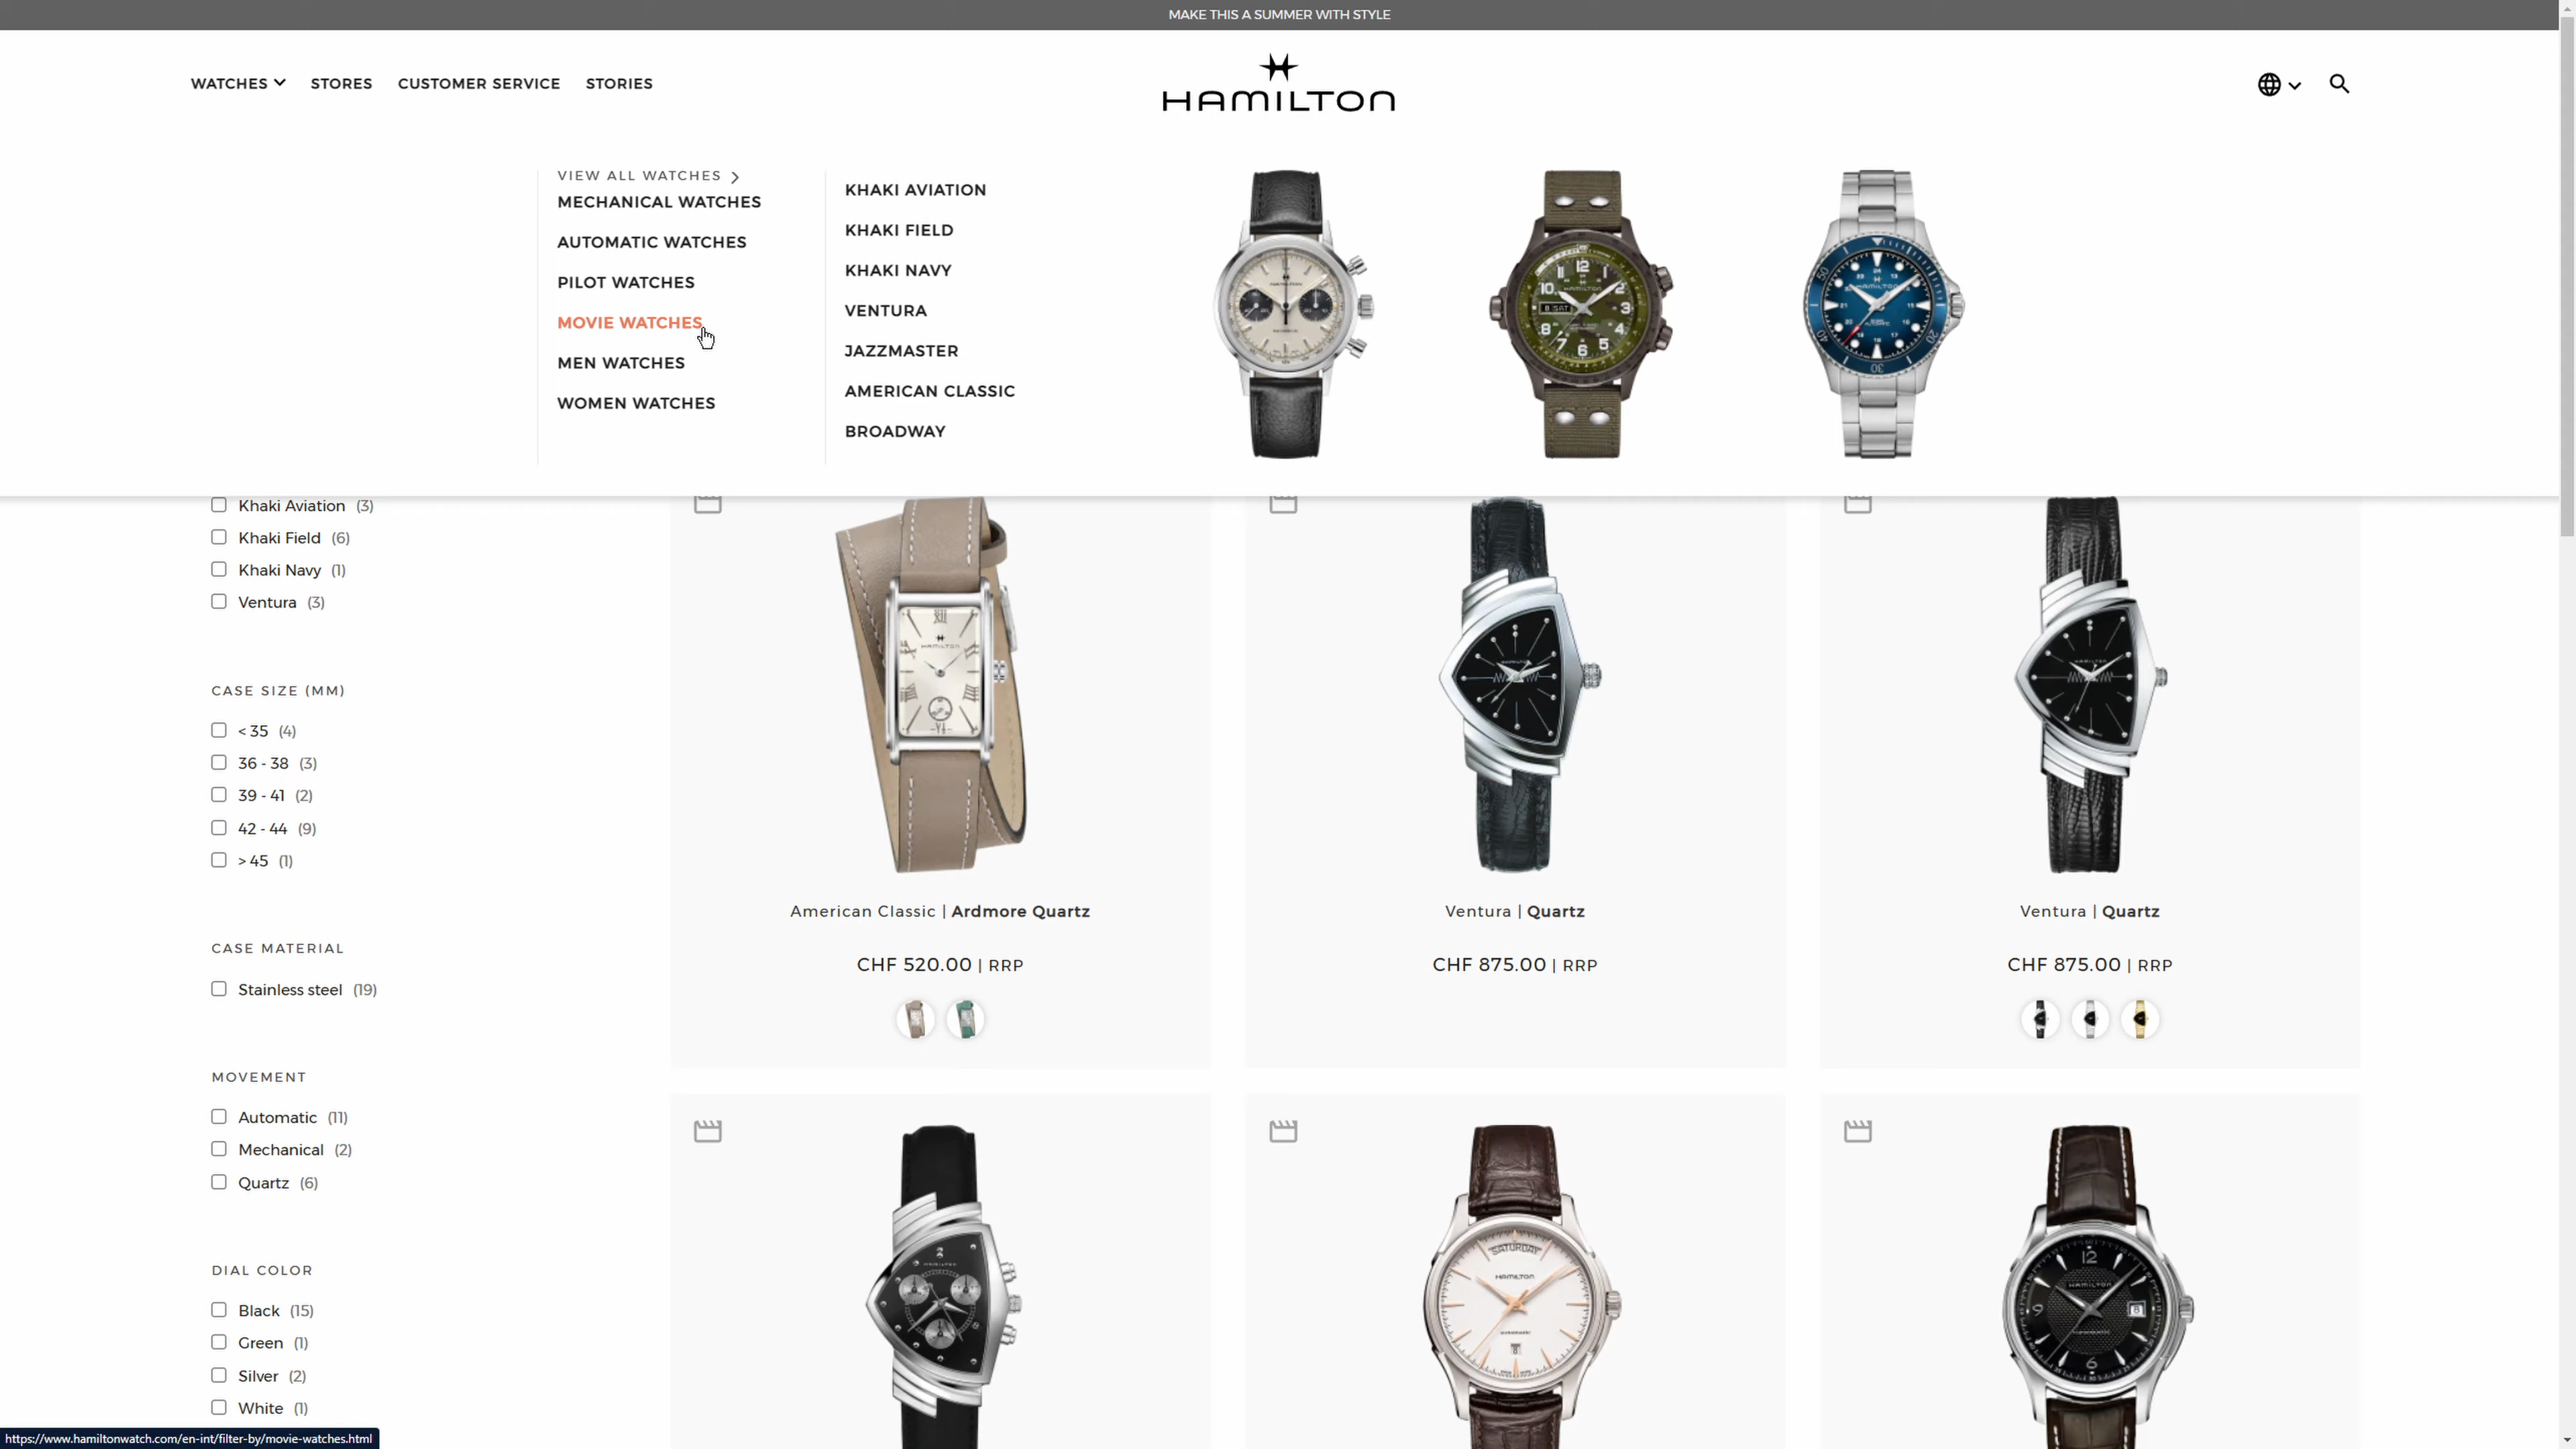 MAKE THIS A SUMMER WITH STYLE
WATCHES STORES CUSTOMER SERVICE STORIES
HAMILTON
VIEW ALL WATCHES
MECHANICAL WATCHES
AUTOMATIC WATCHES
PILOT WATCHES
MOVIE WATCHES
MEN WATCHES
WOMEN WATCHES
KHAKI AVIATION
KHAKI FIELD
KHAKI NAVY
VENTURA
JAZZMASTER
AMERICAN CLASSIC
BROADWAY
Khaki Aviation (3)
Khaki Field (6)
Khaki Navy (1)
Ventura (3)
CASE SIZE (MM)
< 35 (4)
36 - 38 (3)
39 - 41 (2)
42 - 44 (9)
> 45 (1)
CASE MATERIAL
Stainless steel (19)
MOVEMENT
Automatic (11)
Mechanical (2)
Quartz (6)
DIAL COLOR
Black (15)
Green (1)
Silver (2)
White (1)
American Classic | Ardmore Quartz
CHF 520.00 | RRP
Ventura | Quartz
CHF 875.00 | RRP
Ventura | Quartz
CHF 875.00 | RRP
SATURDAY
HAMILTON
HAMILTON
https://www.hamiltonwatch.com/en-int/filter-by/movie-watches.html